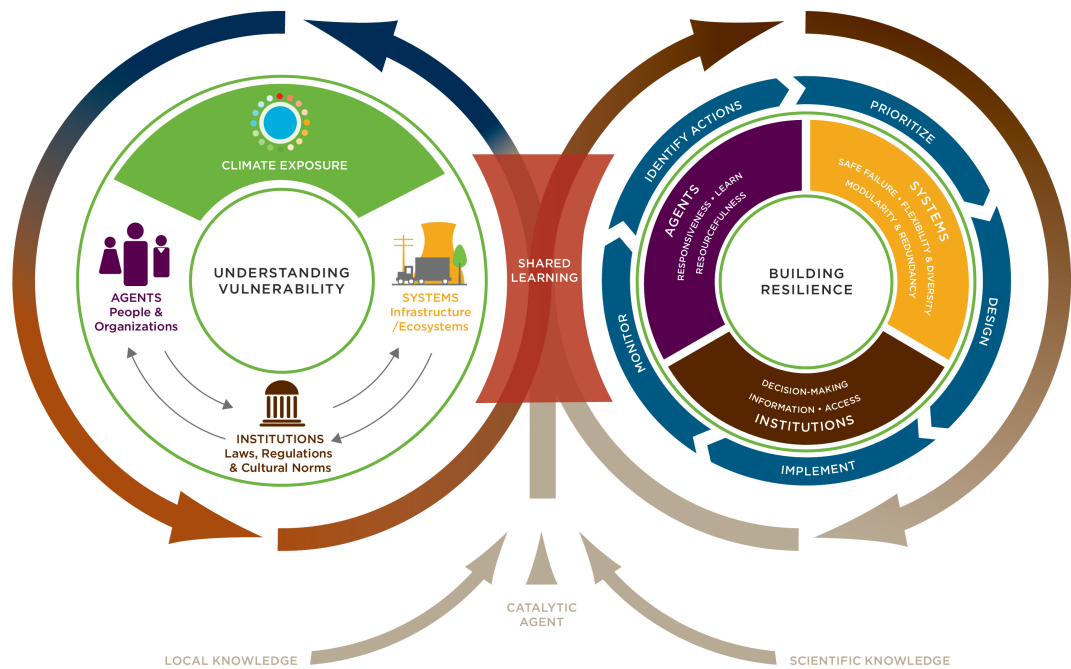 CLIMATE EXPOSURE
AGENTS
People &
Organizations
UNDERSTANDING
VULNERABILITY
SYSTEMS
Infrastructure
/Ecosystems
INSTITUTIONS
Laws, Regulations
& Cultural Norms
SHARED
LEARNING
IDENTIFY ACTIONS
PRIORITIZE
DESIGN
IMPLEMENT
MONITOR
AGENTS
RESPONSIVENESS • LEARN
RESOURCEFULNESS
SYSTEMS
SAFE FAILURE • FLEXIBILITY & DIVERSITY
MODULARITY & REDUNDANCY
BUILDING
RESILIENCE
DECISION-MAKING
INFORMATION • ACCESS
INSTITUTIONS
CATALYTIC
AGENT
LOCAL KNOWLEDGE
SCIENTIFIC KNOWLEDGE